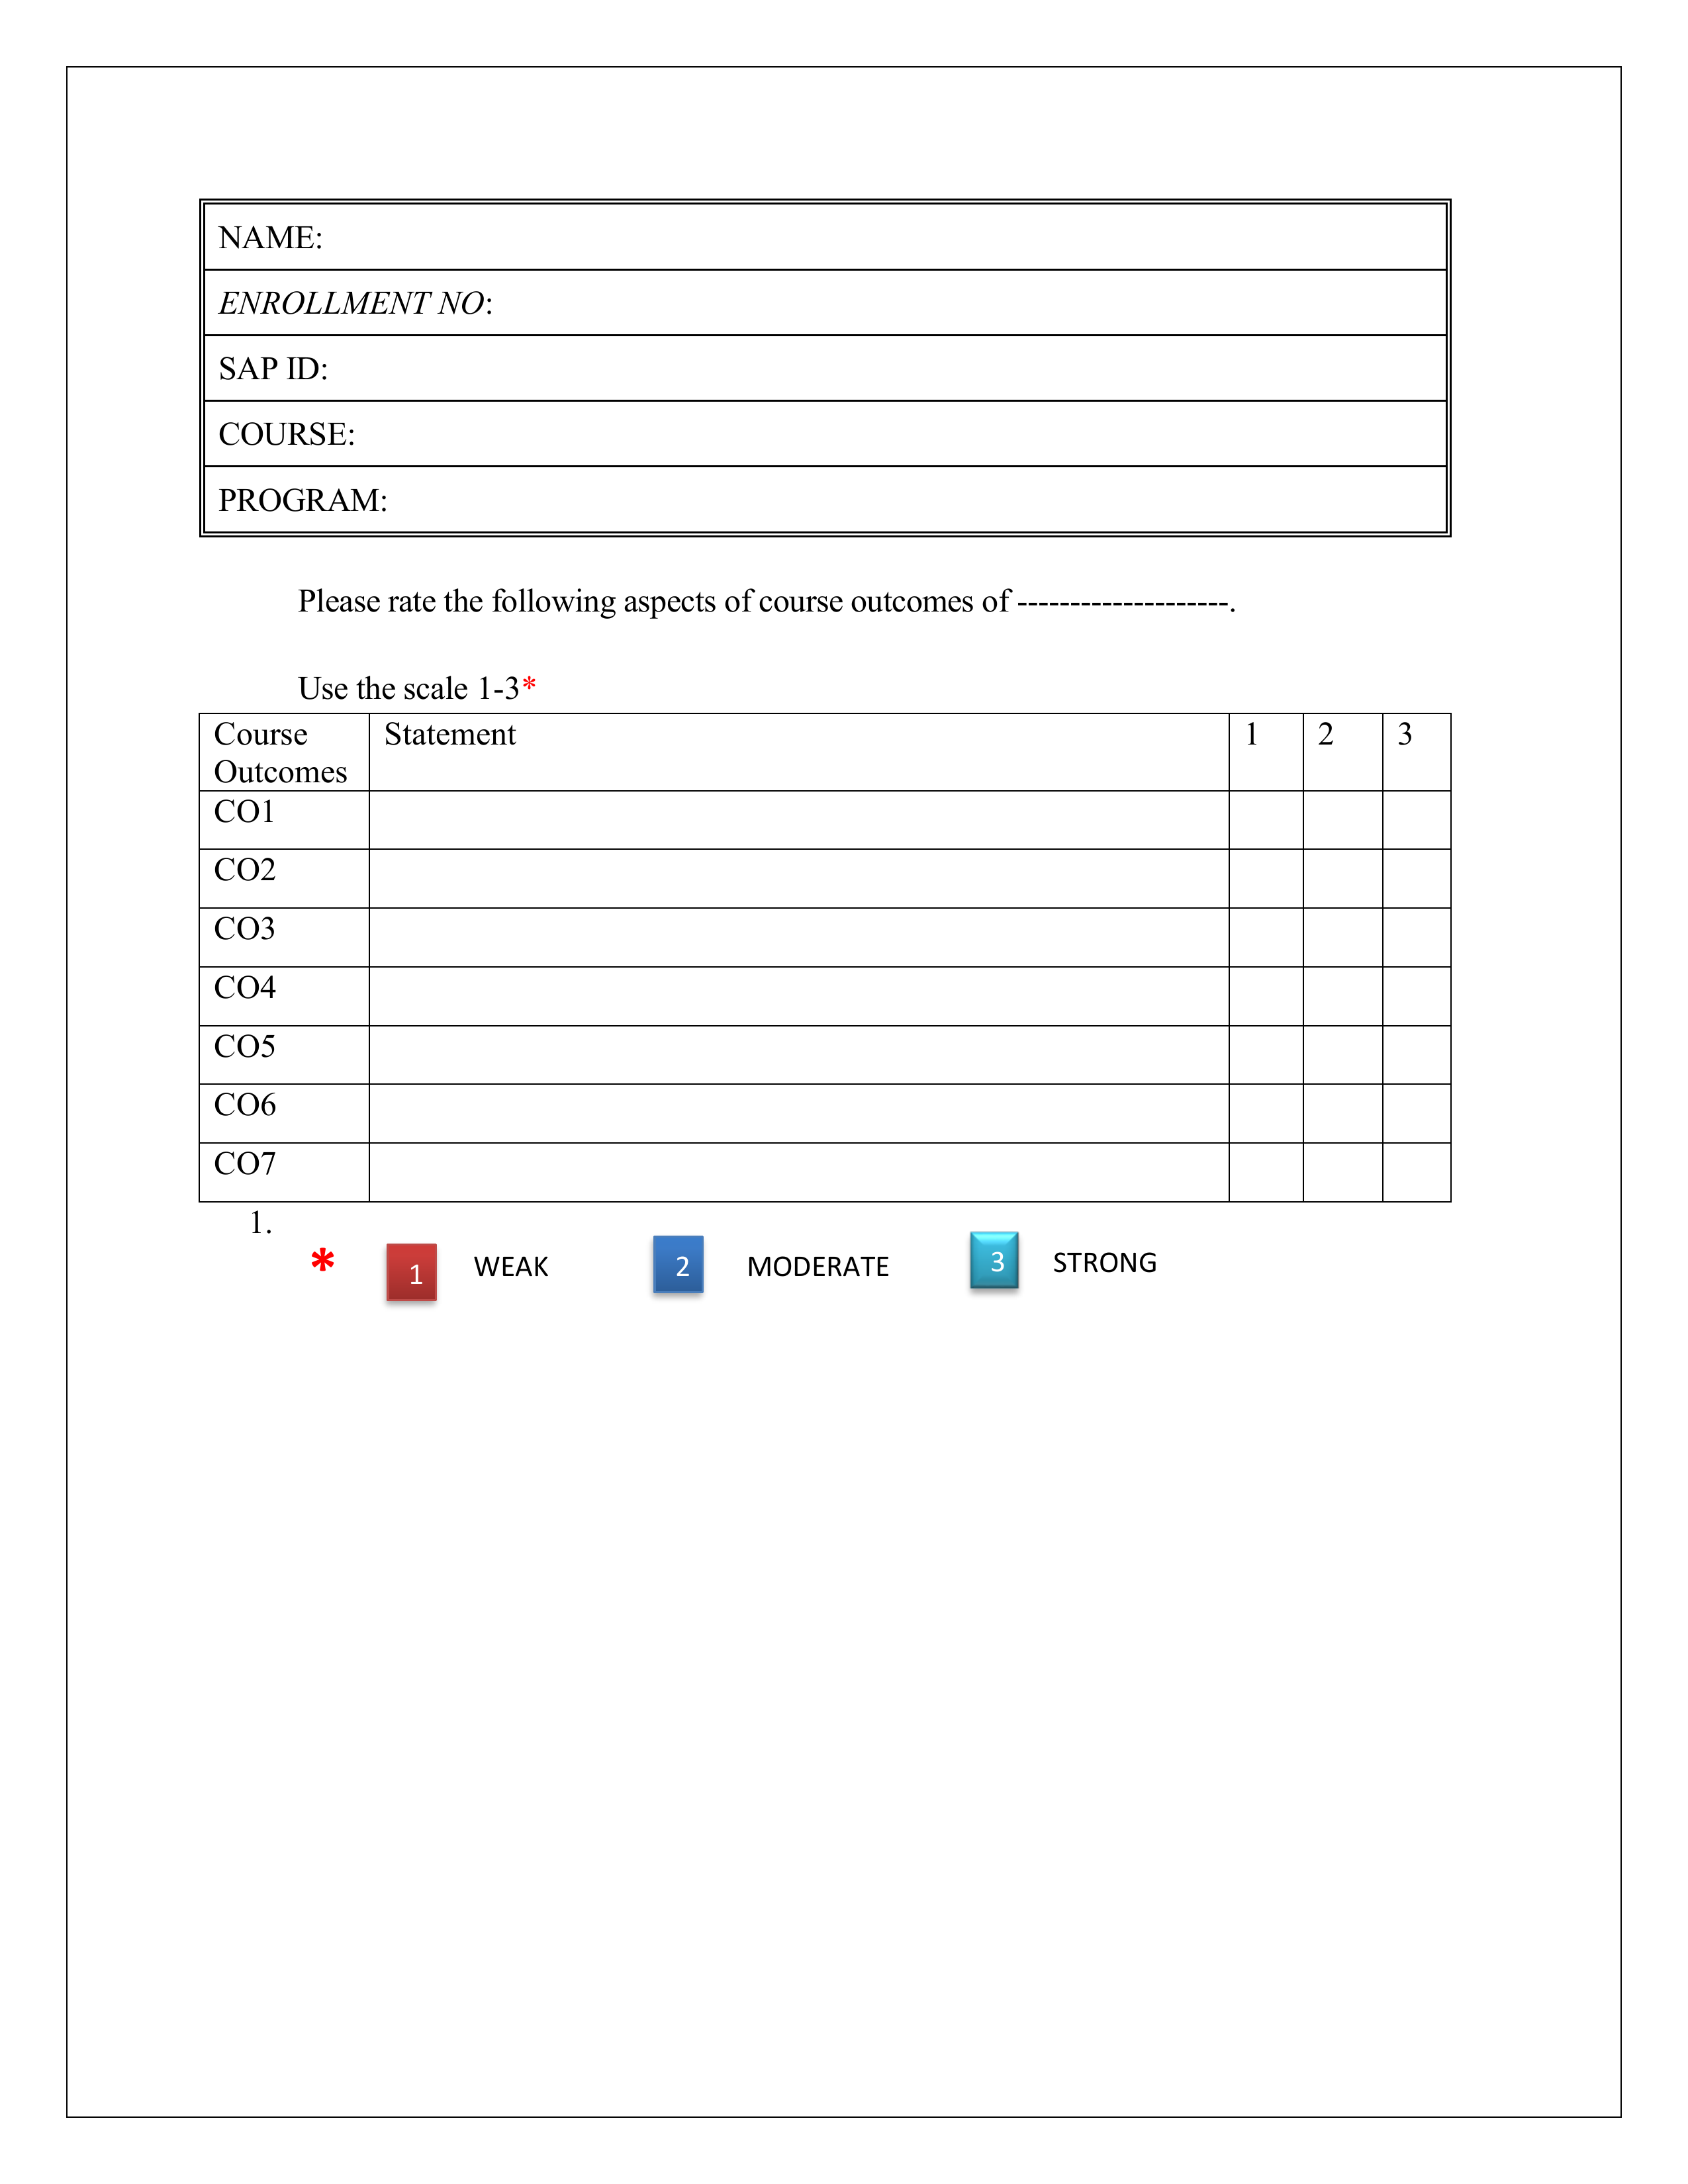 NAME:
ENROLLMENT NO:
SAP ID:
COURSE:
PROGRAM:
Please rate the following aspects of course outcomes of --------------------.
Use the scale 1-3*
Course Outcomes Statement 1 2 3
CO1
CO2
CO3
CO4
CO5
CO6
CO7
1.
* 1 WEAK 2 MODERATE 3 STRONG